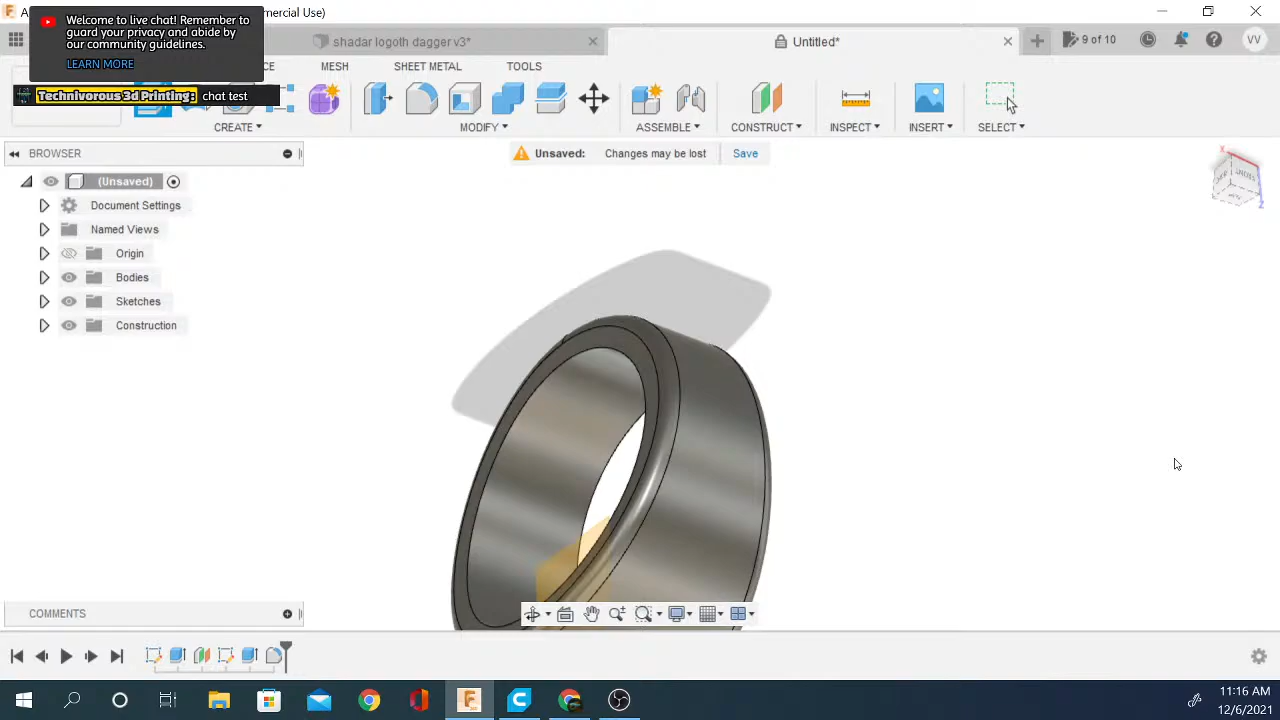 A
mercial Use)
Welcome to live chat! Remember to
guard your privacy and abide by
our community guidelines.
LEARN MORE
Technivorous 3d Printing: chat test
shadar logoth dagger v3*
Untitled*
9 of 10
VV
CE
MESH
SHEET METAL
TOOLS
CREATE
MODIFY
ASSEMBLE
CONSTRUCT
INSPECT
INSERT
SELECT
BROWSER
Unsaved: Changes may be lost Save
(Unsaved)
Document Settings
Named Views
Origin
Bodies
Sketches
Construction
X
Z
COMMENTS
11:16 AM
12/6/2021